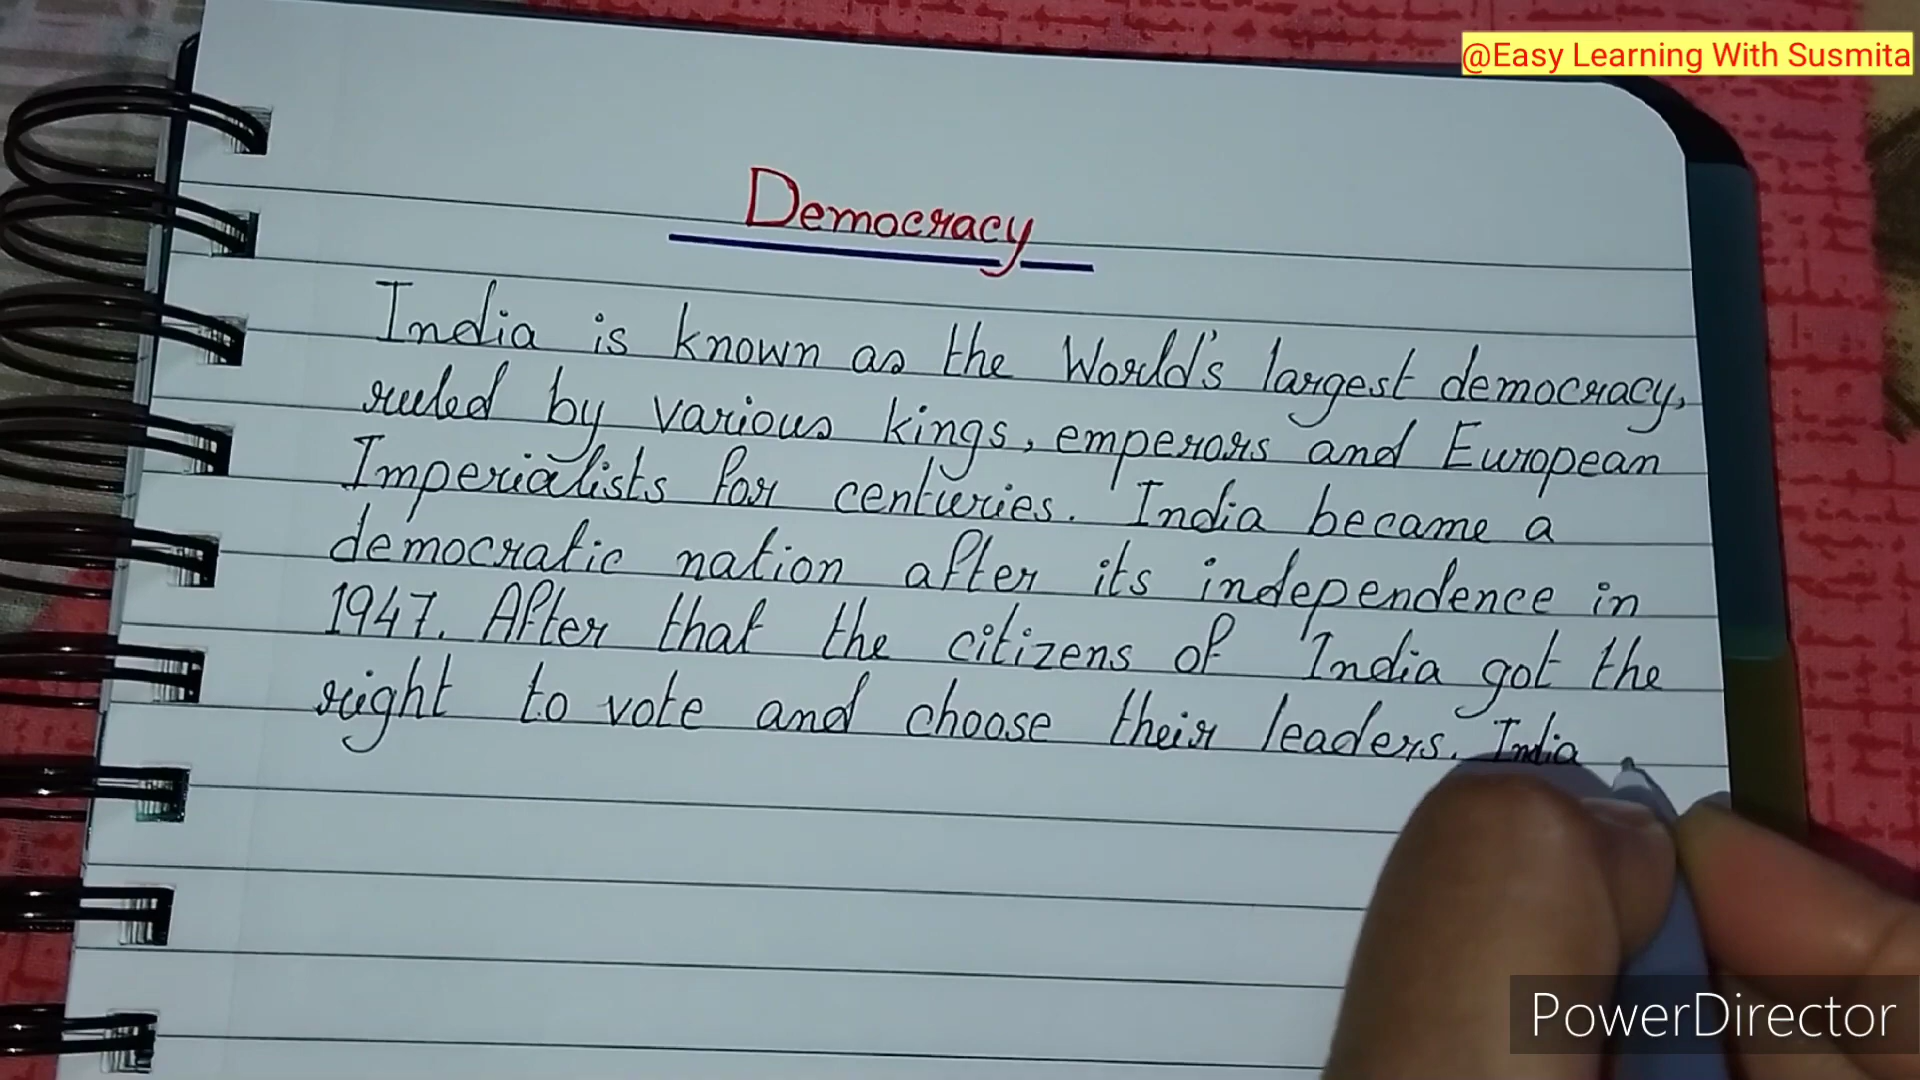 @Easy Learning With Susmita
Democracy
India is known as the World's largest democracy,
ruled by various kings, emperors and European
Imperialists for centuries. India became a
democratic nation after its independence in
1947. After that the citizens of India got the
right to vote and choose their leaders. India
PowerDirector